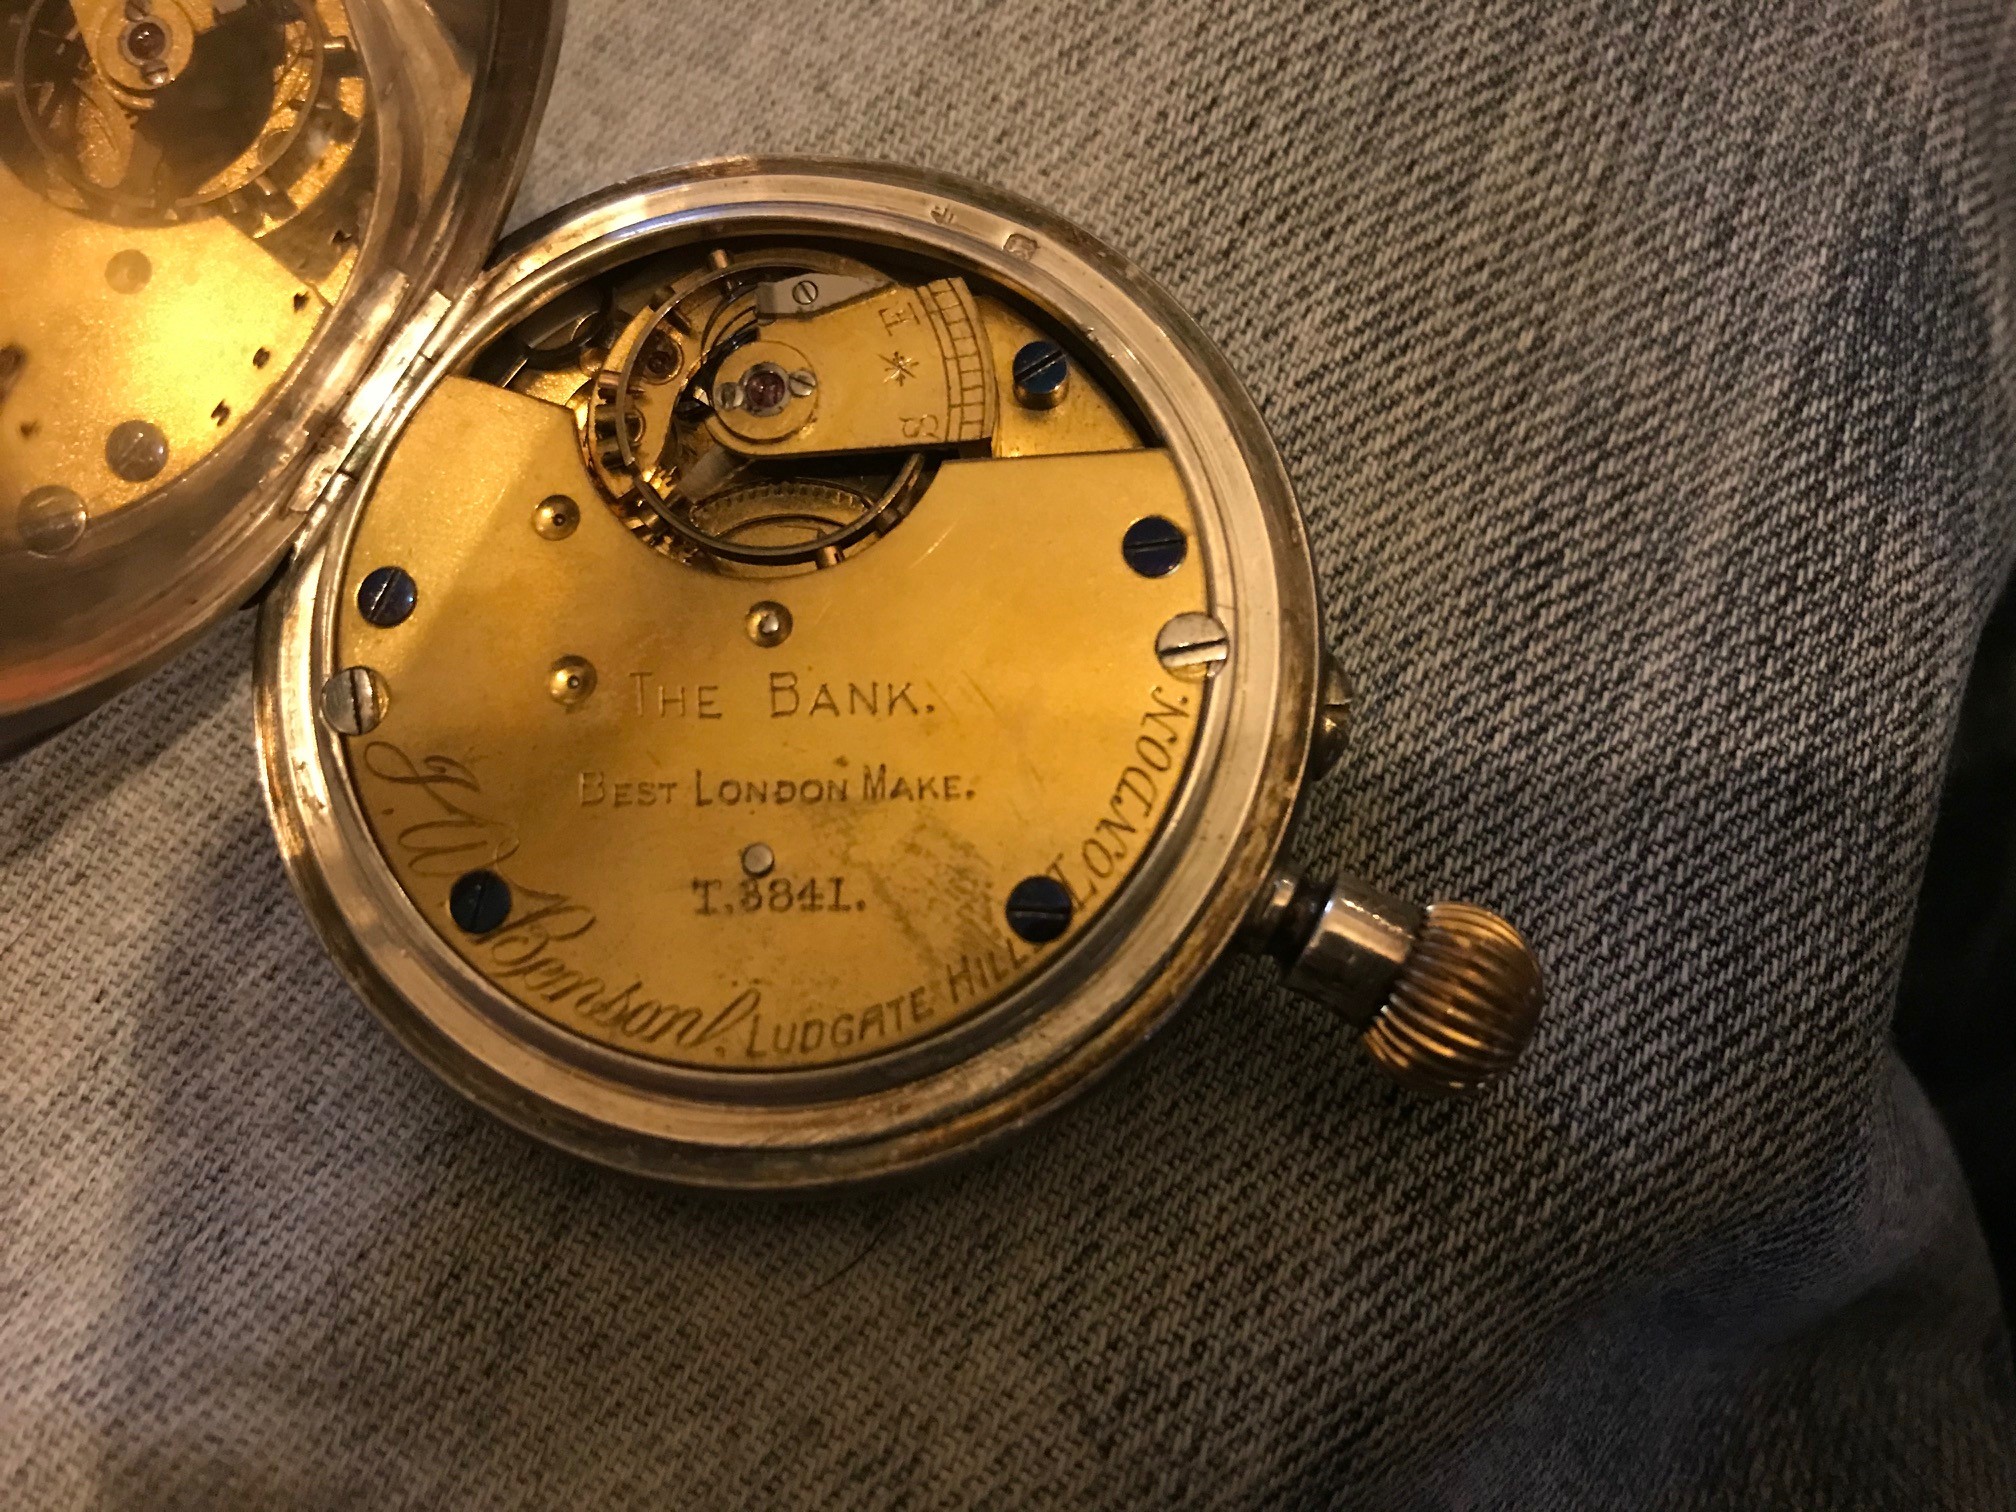 E
S
THE BANK.
BEST LONDON MAKE.
T.3841.
J.W. Benson, LUDGATE HILL LONDON.